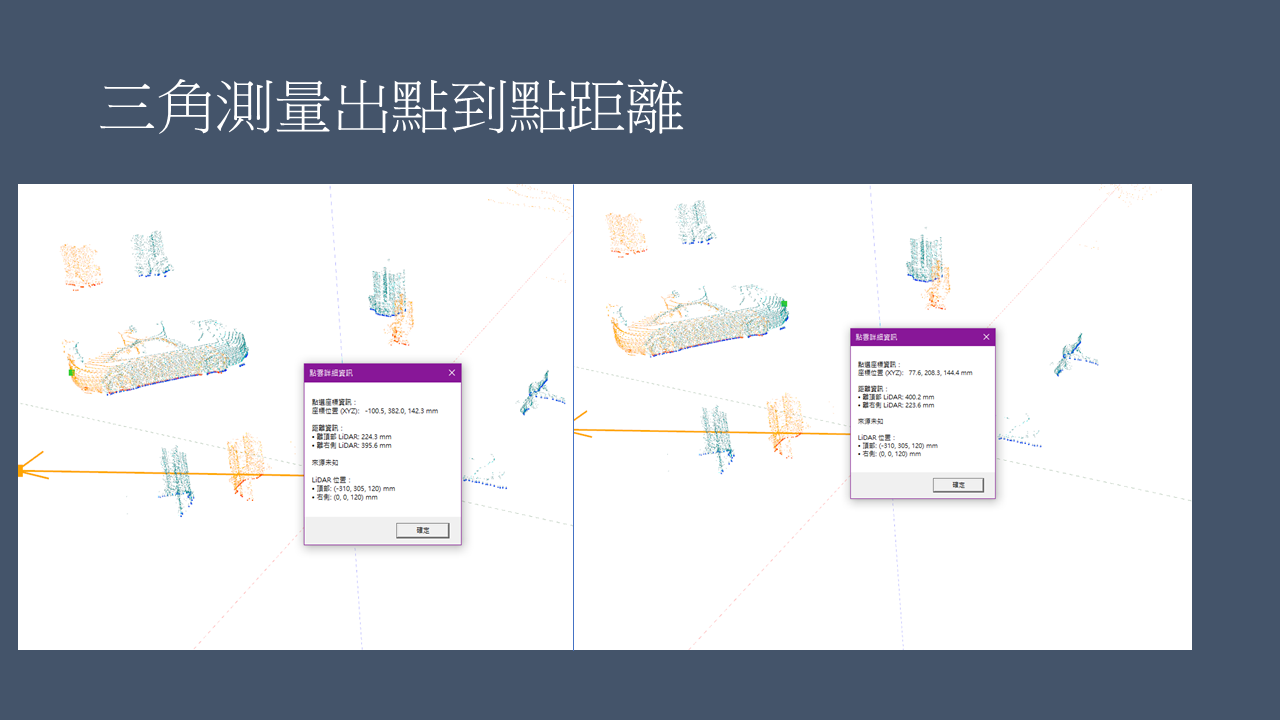 三角測量出點到點距離
點雲詳細資訊
點選座標資訊：
座標位置 (XYZ): -100.5, 382.0, 142.3 mm
距離資訊：
• 離頂部 LiDAR: 224.3 mm
• 離右側 LiDAR: 395.6 mm
來源未知
LiDAR 位置：
• 頂部: (-310, 305, 120) mm
• 右側: (0, 0, 120) mm
確定
點雲詳細資訊
點選座標資訊：
座標位置 (XYZ): 77.6, 208.3, 144.4 mm
距離資訊：
• 離頂部 LiDAR: 400.2 mm
• 離右側 LiDAR: 223.6 mm
來源未知
LiDAR 位置：
• 頂部: (-310, 305, 120) mm
• 右側: (0, 0, 120) mm
確定